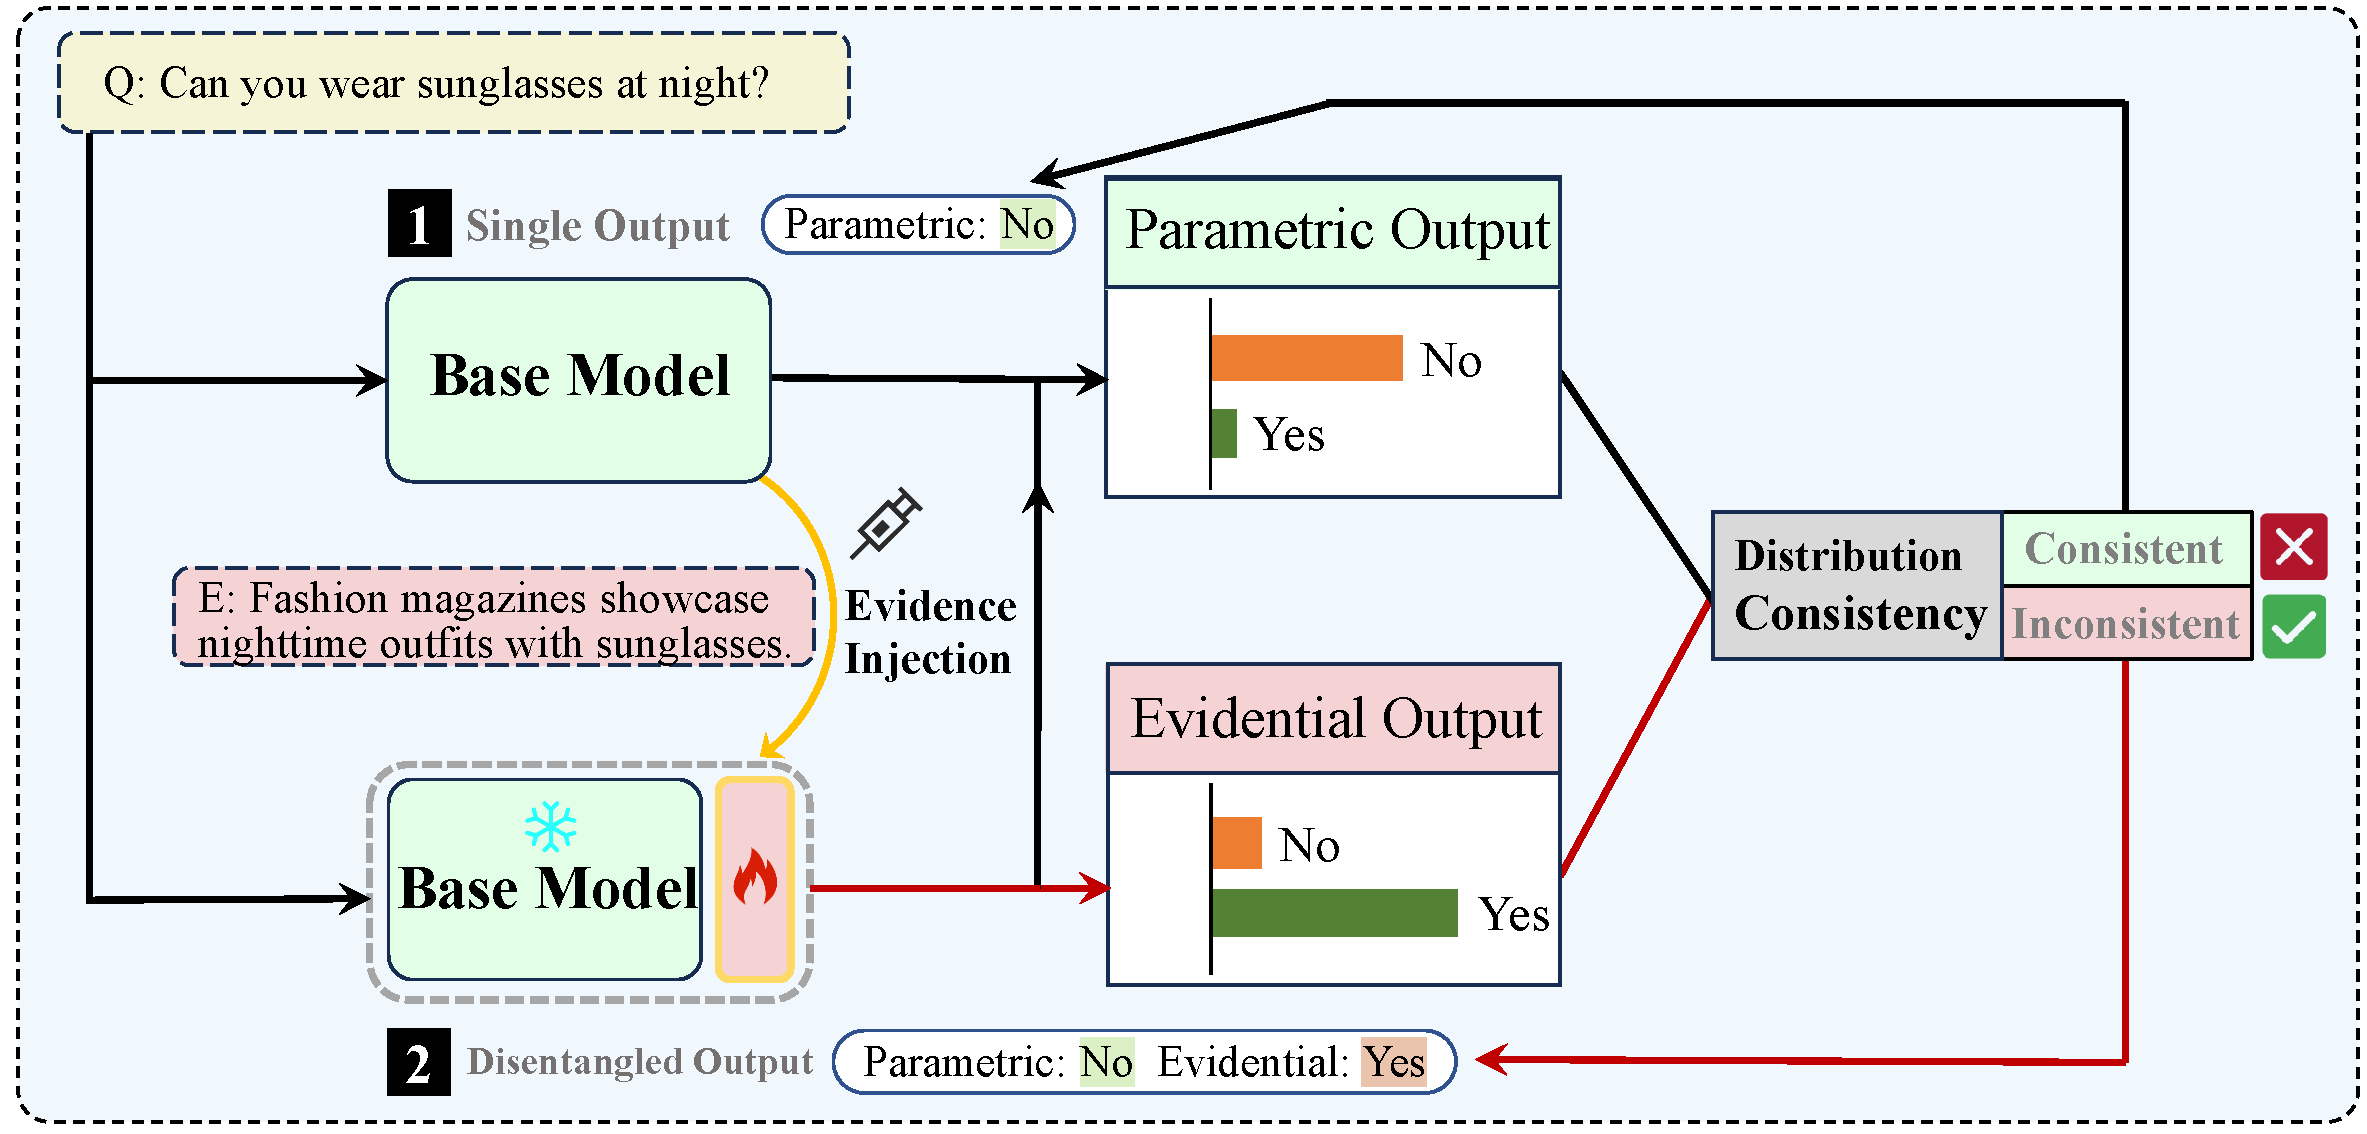 Q: Can you wear sunglasses at night?
1 Single Output
Parametric: No
Parametric Output
Base Model
No
Yes
E: Fashion magazines showcase
nighttime outfits with sunglasses.
Evidence
Injection
Distribution
Consistency
Consistent
Inconsistent
Evidential Output
Base Model
No
Yes
2 Disentangled Output
Parametric: No Evidential: Yes